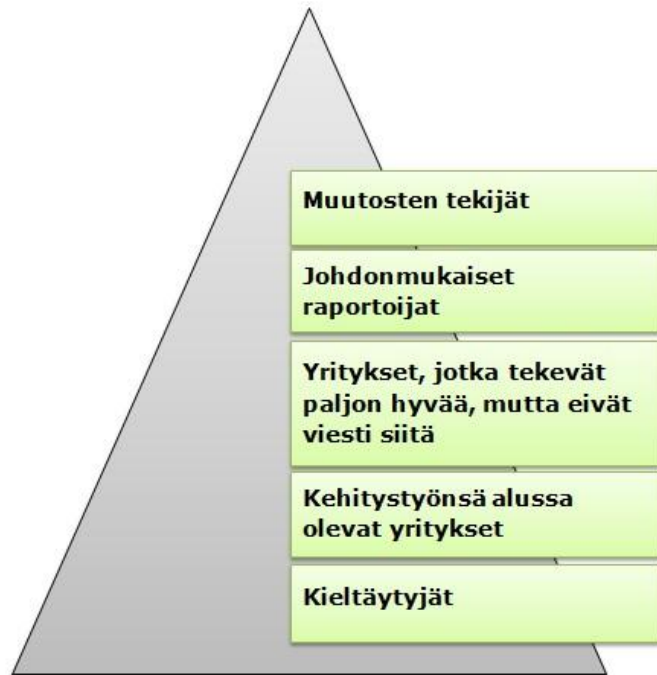 Muutosten tekijät
Johdonmukaiset
raportoijat
Yritykset, jotka tekevät
paljon hyvää, mutta eivät
viesti siitä
Kehitystyönsä alussa
olevat yritykset
Kieltäytyjät